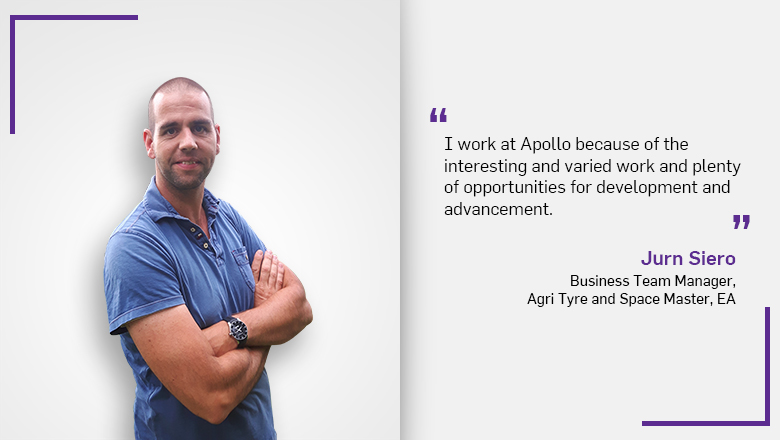 “
I work at Apollo because of the
interesting and varied work and plenty
of opportunities for development and
advancement.
”
Jurn Siero
Business Team Manager,
Agri Tyre and Space Master, EA